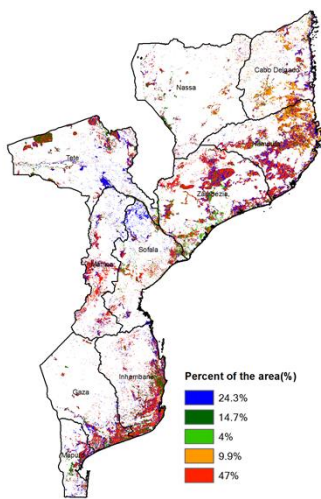 Cabo Delgado
Nassa
Nampula
Tete
Zambezia
Sofala
Manica
Inhambane
Gaza
Maputo
Percent of the area(%)
24.3%
14.7%
4%
9.9%
47%